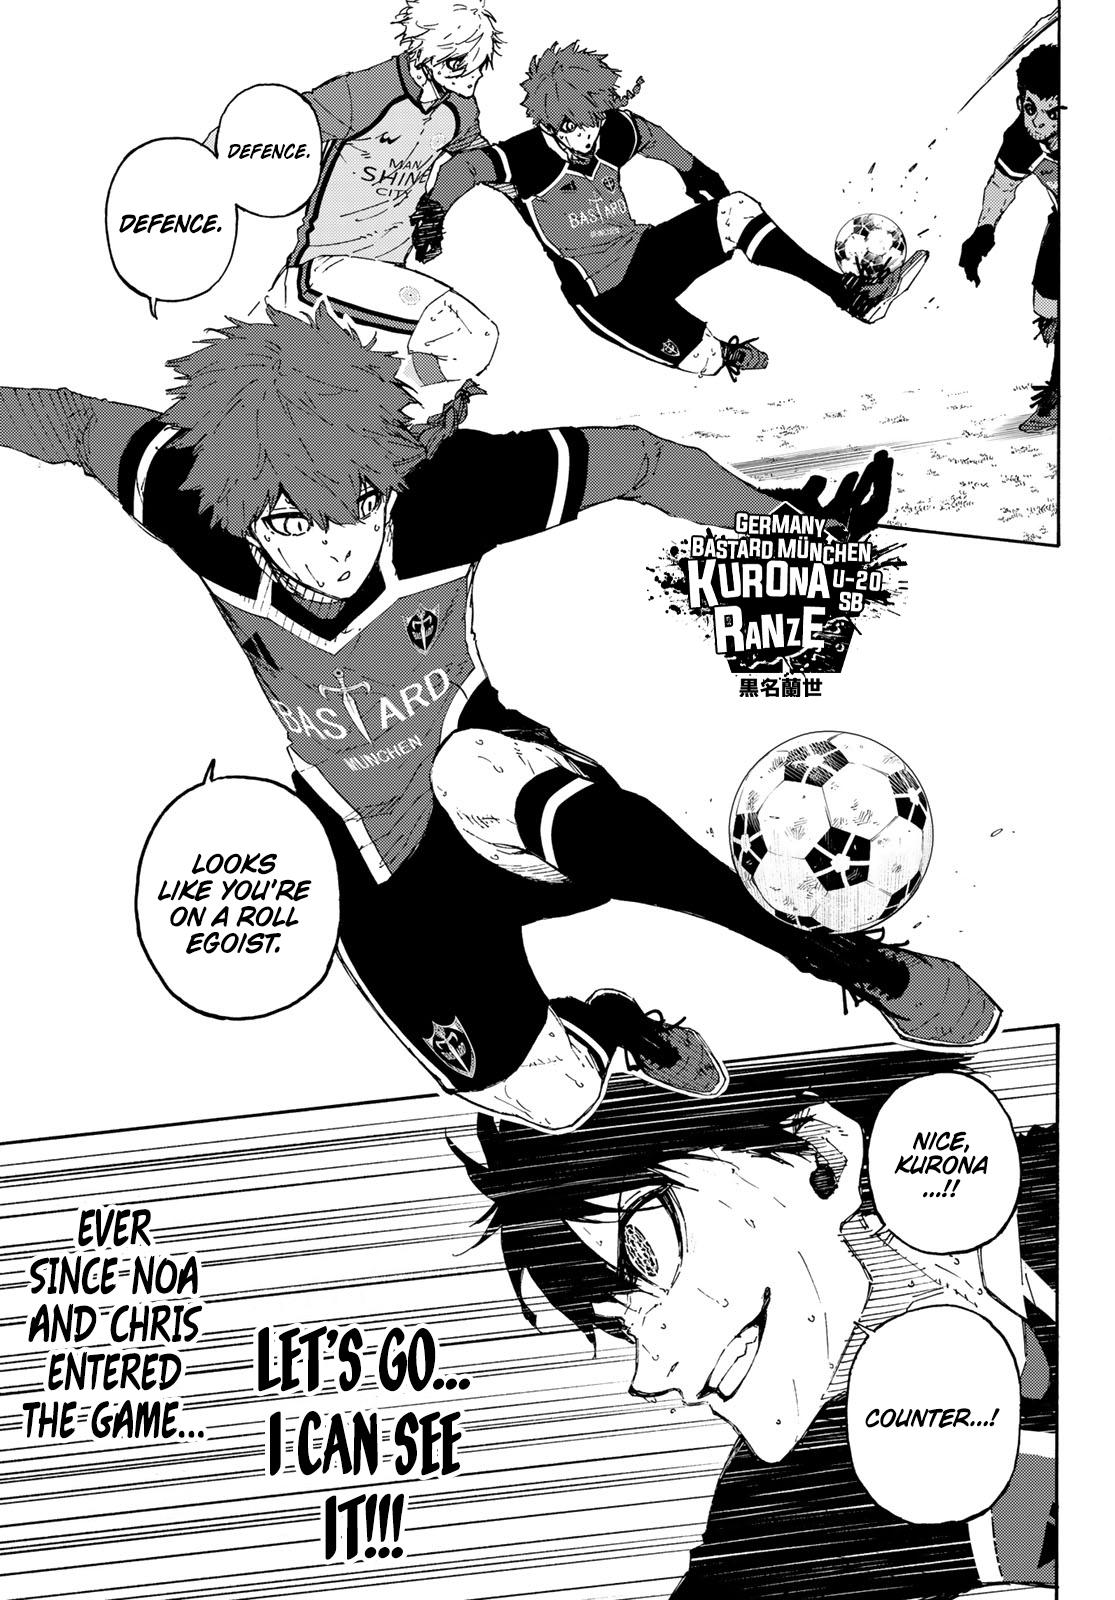 DEFENCE.
DEFENCE.
MAN
SHINE
CITY
BASTARD
MUNCHEN
GERMANY
BASTARD MÜNCHEN
KURONA U-20
SB
RANZE
黒名蘭世
BASTARD
MUNCHEN
LOOKS
LIKE YOU'RE
ON A ROLL
EGOIST.
NICE,
KURONA
...!!
COUNTER...!
LET'S GO...
I CAN SEE
IT!!!
EVER
SINCE NOA
AND CHRIS
ENTERED
THE GAME...